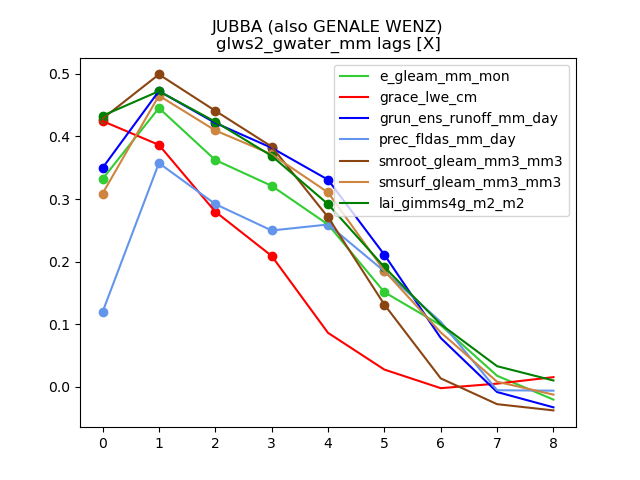 JUBBA (also GENALE WENZ)
glws2_gwater_mm lags [X]
e_gleam_mm_mon
grace_lwe_cm
grun_ens_runoff_mm_day
prec_fldas_mm_day
smroot_gleam_mm3_mm3
smsurf_gleam_mm3_mm3
lai_gimms4g_m2_m2
0.5
0.4
0.3
0.2
0.1
0.0
0 1 2 3 4 5 6 7 8